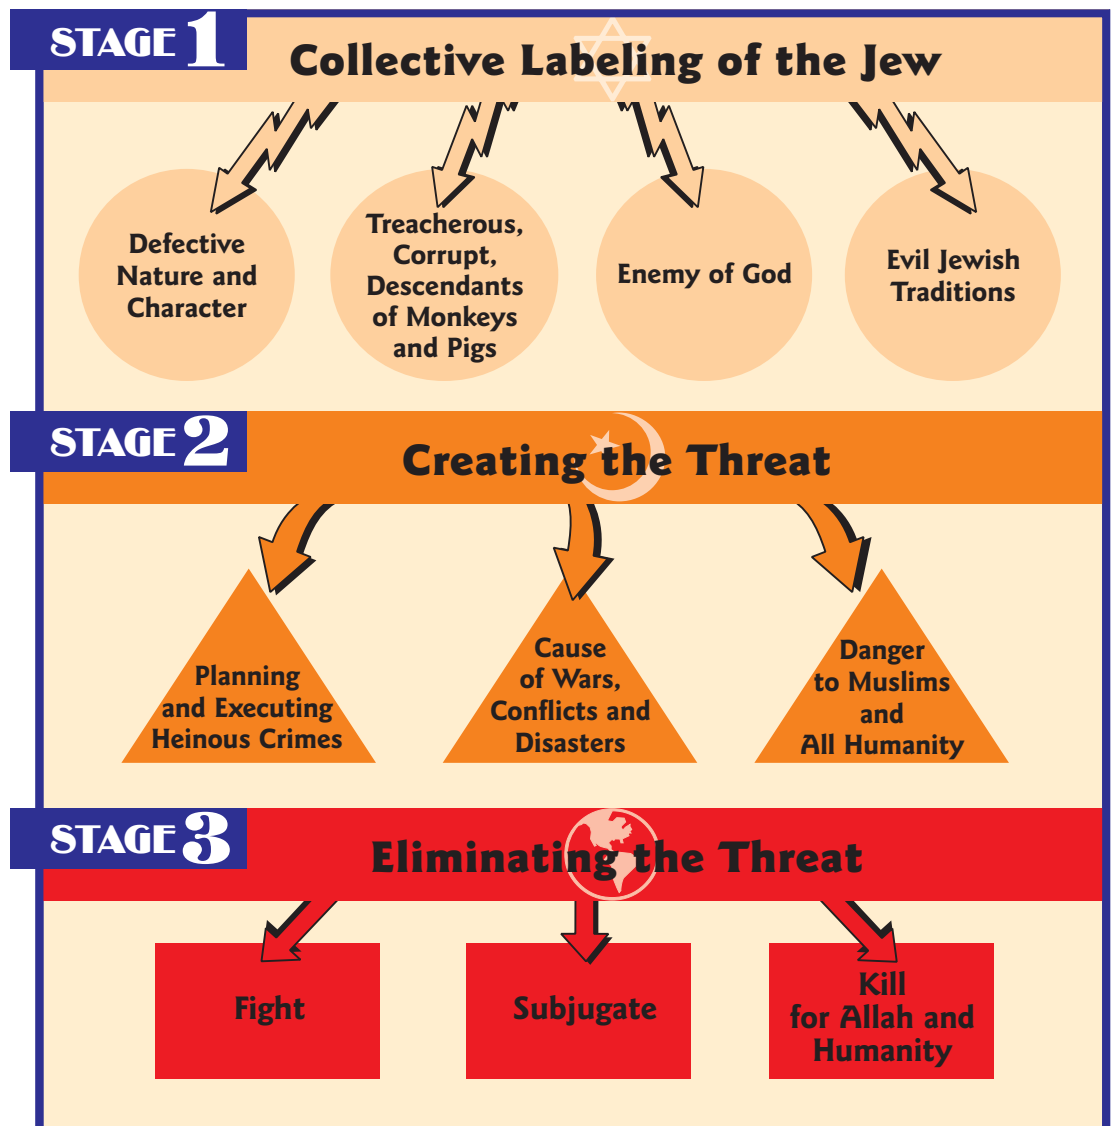 STAGE 1
Collective Labeling of the Jew
Defective
Nature and
Character
Treacherous,
Corrupt,
Descendants
of Monkeys
and Pigs
Enemy of God
Evil Jewish
Traditions
STAGE 2
Creating the Threat
Planning
and Executing
Heinous Crimes
Cause
of Wars,
Conflicts and
Disasters
Danger
to Muslims
and
All Humanity
STAGE 3
Eliminating the Threat
Fight
Subjugate
Kill
for Allah and
Humanity